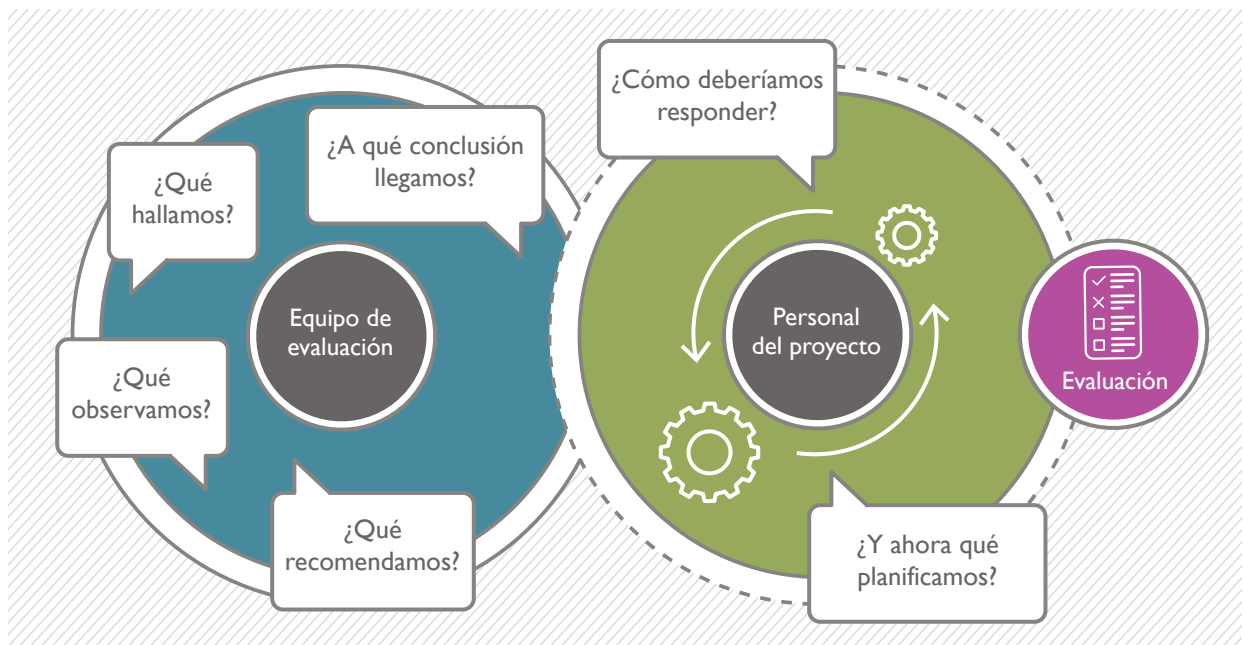 ¿Cómo deberíamos
responder?
¿A qué conclusión
llegamos?
¿Qué
hallamos?
Equipo de
evaluación
Personal
del proyecto
Evaluación
¿Qué
observamos?
¿Qué
recomendamos?
¿Y ahora qué
planificamos?